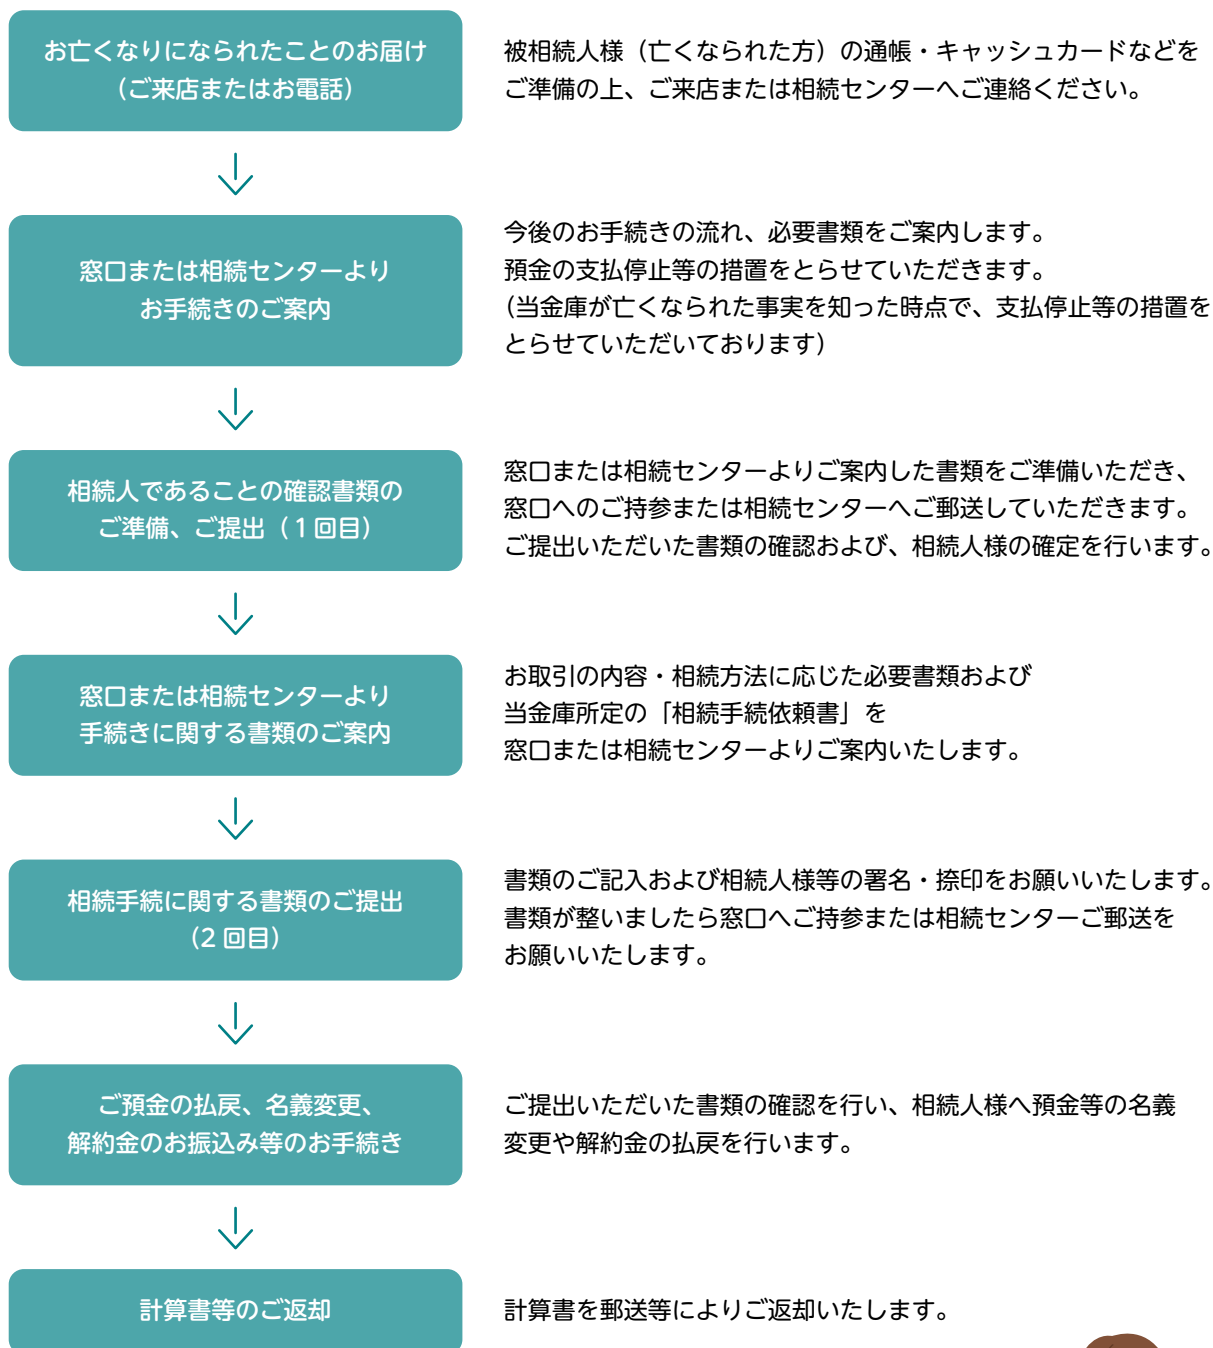 お亡くなりになられたことのお届け
（ご来店またはお電話）
被相続人様（亡くなられた方）の通帳・キャッシュカードなどを
ご準備の上、ご来店または相続センターへご連絡ください。
窓口または相続センターより
お手続きのご案内
今後のお手続きの流れ、必要書類をご案内します。
預金の支払停止等の措置をとらせていただきます。
（当金庫が亡くなられた事実を知った時点で、支払停止等の措置を
とらせていただいております）
相続人であることの確認書類の
ご準備、ご提出（１回目）
窓口または相続センターよりご案内した書類をご準備いただき、
窓口へのご持参または相続センターへご郵送していただきます。
ご提出いただいた書類の確認および、相続人様の確定を行います。
窓口または相続センターより
手続きに関する書類のご案内
お取引の内容・相続方法に応じた必要書類および
当金庫所定の「相続手続依頼書」を
窓口または相続センターよりご案内いたします。
相続手続に関する書類のご提出
（2 回目）
書類のご記入および相続人様等の署名・捺印をお願いいたします。
書類が整いましたら窓口へご持参または相続センターご郵送を
お願いいたします。
ご預金の払戻、名義変更、
解約金のお振込み等のお手続き
ご提出いただいた書類の確認を行い、相続人様へ預金等の名義
変更や解約金の払戻を行います。
計算書等のご返却
計算書を郵送等によりご返却いたします。